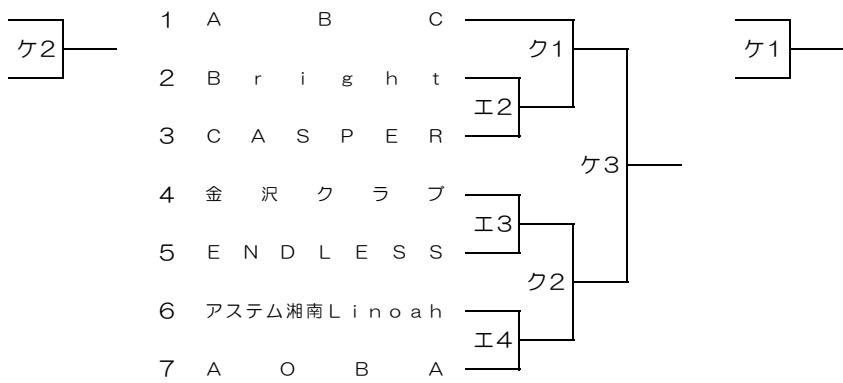 1 ABC
ク1
ケ2
ケ1
2 Bright
エ2
3 CASPER
ケ3
4 金沢クラブ
エ3
5 ENDLESS
ク2
6 アステム湘南Linoah
エ4
7 AOBA